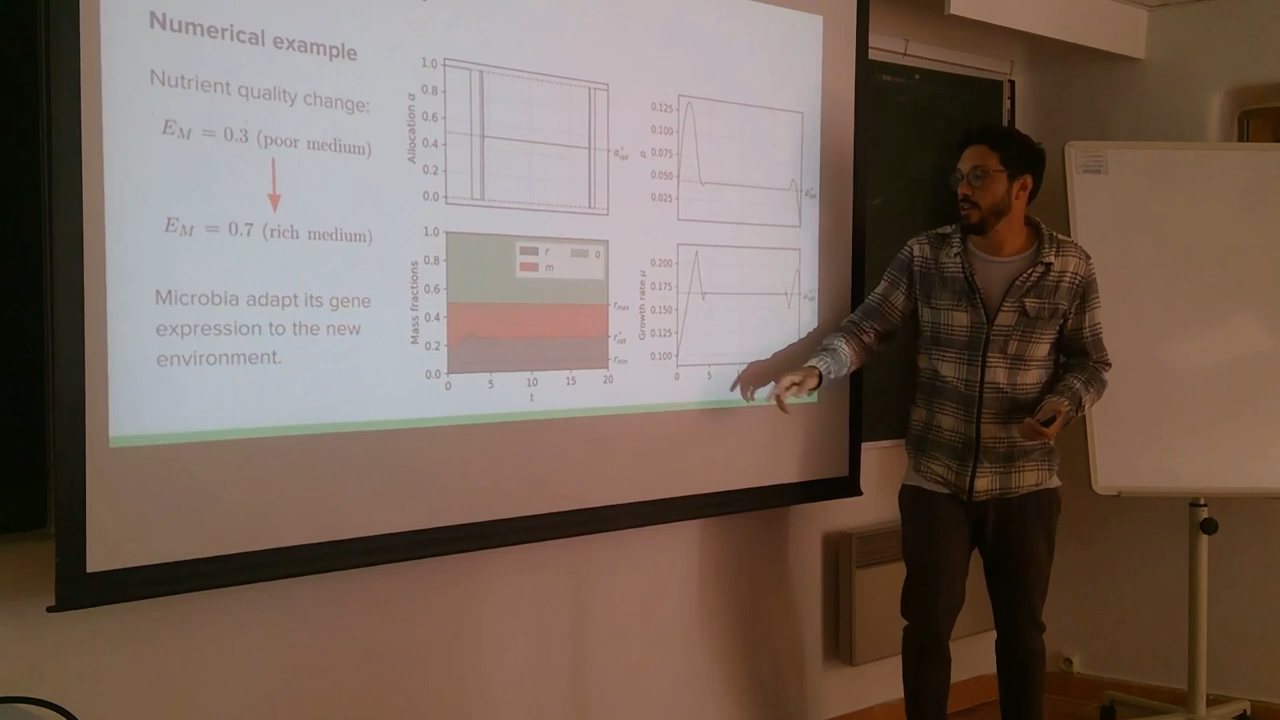 Numerical example
Nutrient quality change:
E_M = 0.3 (poor medium)
E_M = 0.7 (rich medium)
Microbia adapt its gene
expression to the new
environment.
Allocation α
1.0
0.8
0.6
0.4
0.2
0.0
α*opt
0.125
0.100
0.075
0.050
0.025
Mass fractions
1.0
0.8
0.6
0.4
0.2
0.0
r
m
q
rmax
r*opt
rmin
0
5
10
15
20
t
Growth rate μ
0.200
0.175
0.150
0.125
0.100
0
5